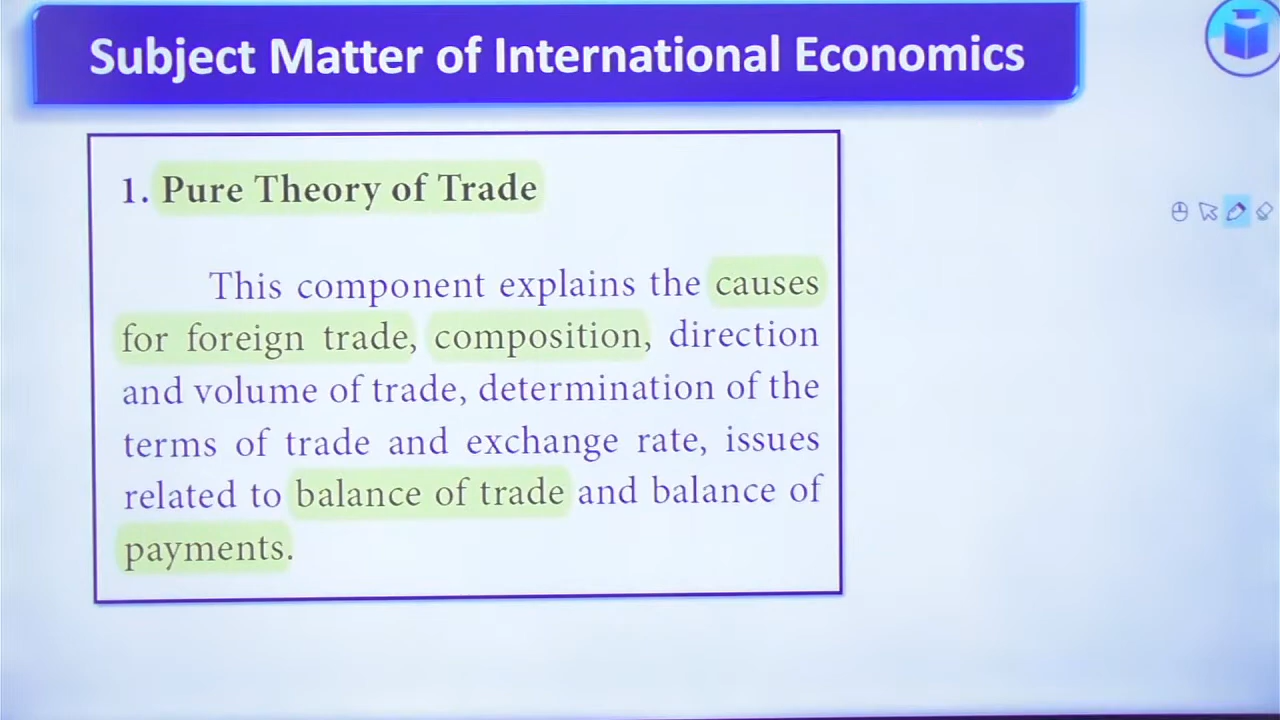 Subject Matter of International Economics
1. Pure Theory of Trade
This component explains the causes
for foreign trade, composition, direction
and volume of trade, determination of the
terms of trade and exchange rate, issues
related to balance of trade and balance of
payments.